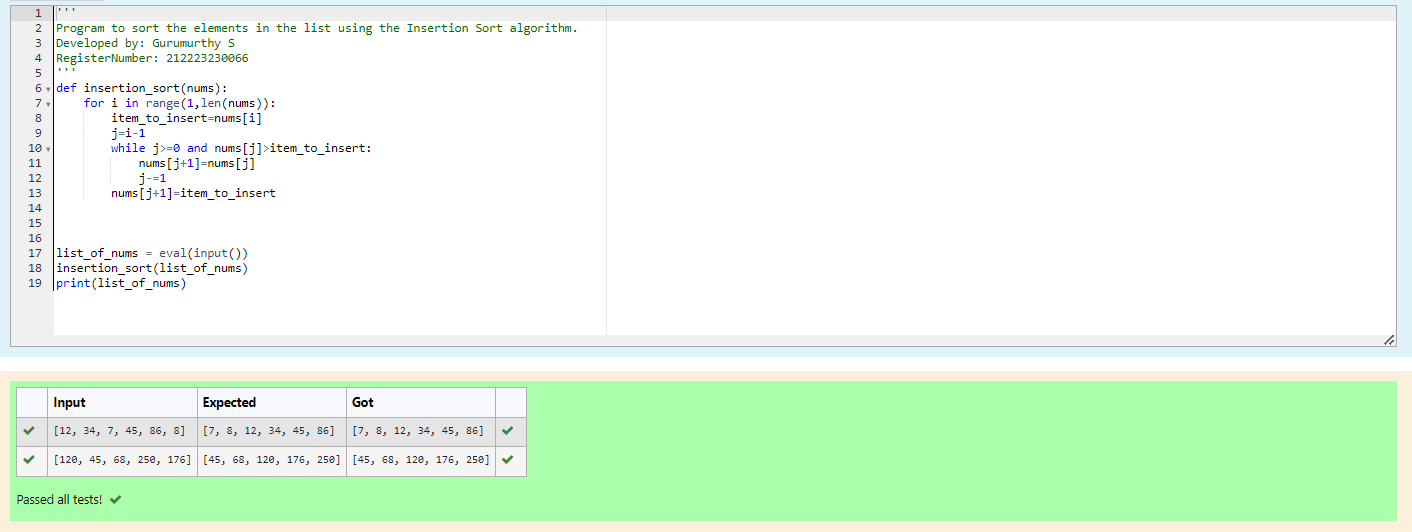 1 '''
2 Program to sort the elements in the list using the Insertion Sort algorithm.
3 Developed by: Gurumurthy S
4 RegisterNumber: 212223230066
5 '''
6 def insertion_sort(nums):
7     for i in range(1,len(nums)):
8         item_to_insert=nums[i]
9         j=i-1
10         while j>=0 and nums[j]>item_to_insert:
11             nums[j+1]=nums[j]
12             j-=1
13         nums[j+1]=item_to_insert
14
15
16
17 list_of_nums = eval(input())
18 insertion_sort(list_of_nums)
19 print(list_of_nums)
Input Expected Got
[12, 34, 7, 45, 86, 8] [7, 8, 12, 34, 45, 86] [7, 8, 12, 34, 45, 86]
[120, 45, 68, 250, 176] [45, 68, 120, 176, 250] [45, 68, 120, 176, 250]
Passed all tests!